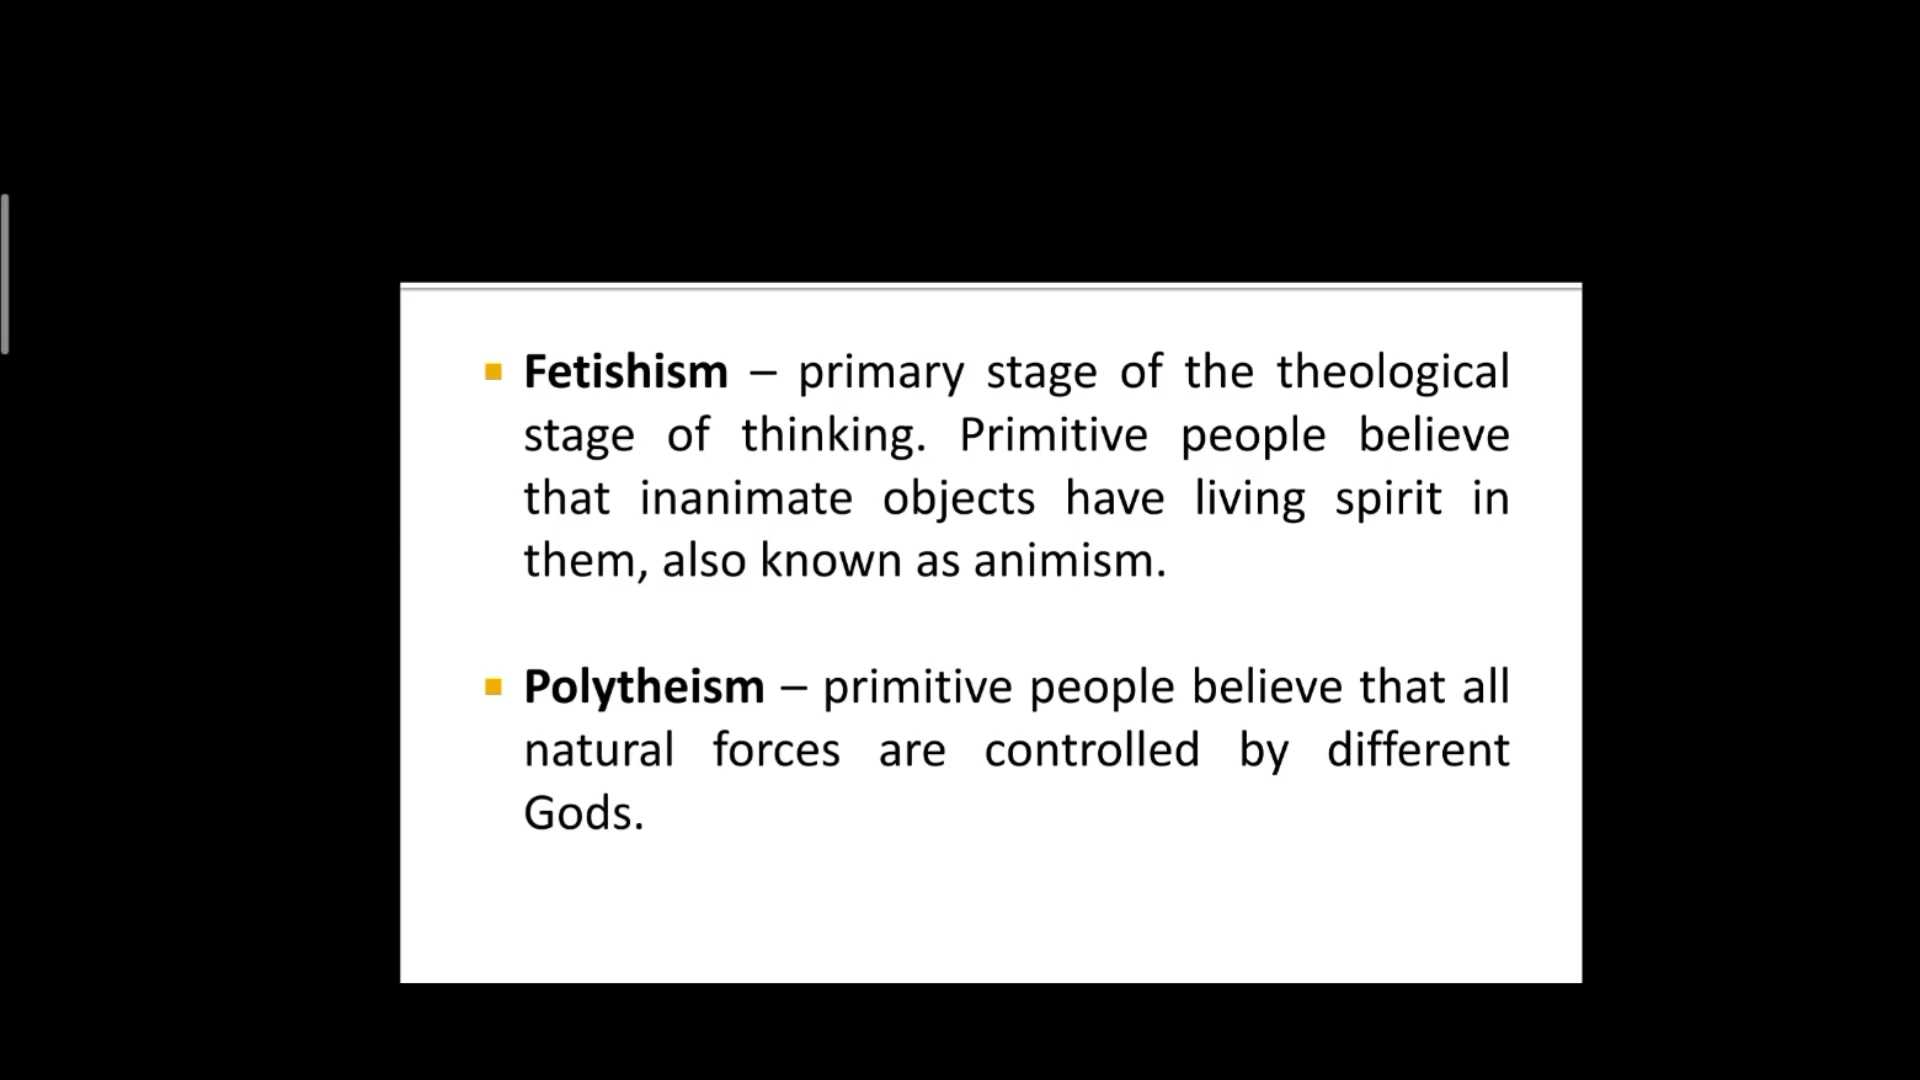 Fetishism – primary stage of the theological
stage of thinking. Primitive people believe
that inanimate objects have living spirit in
them, also known as animism.
Polytheism – primitive people believe that all
natural forces are controlled by different
Gods.